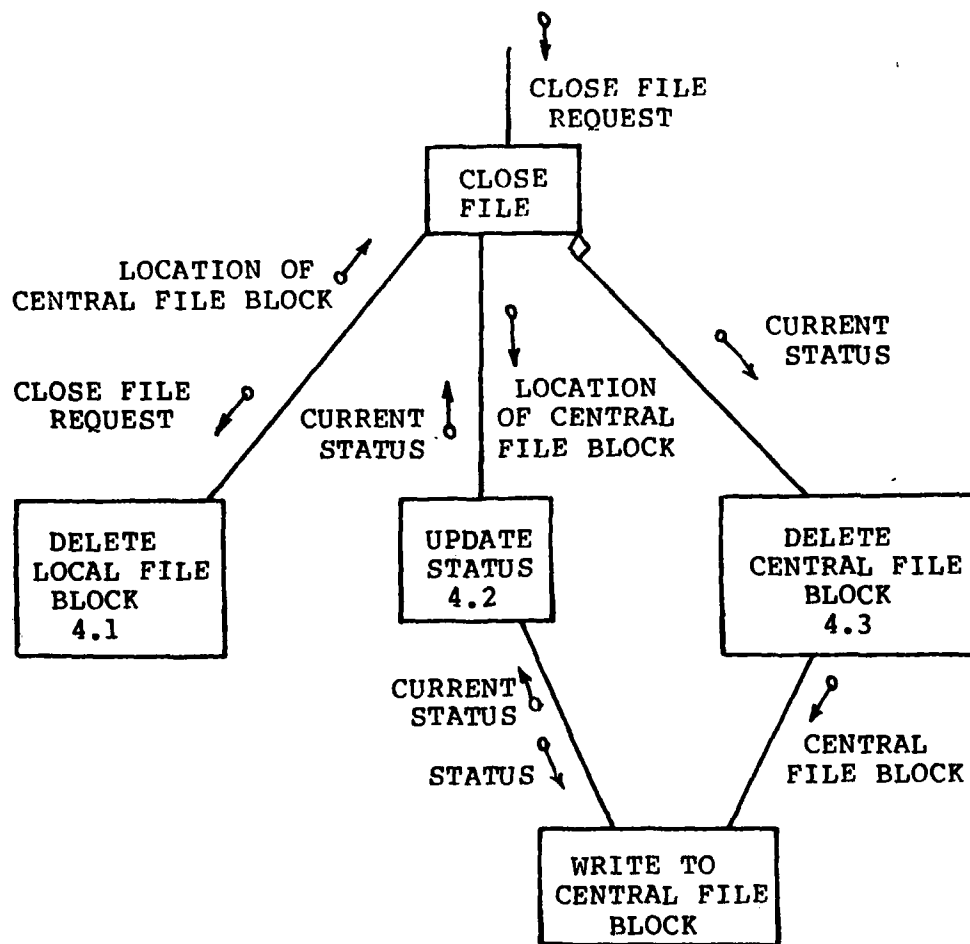 CLOSE FILE
REQUEST
CLOSE
FILE
LOCATION OF
CENTRAL FILE BLOCK
CURRENT
STATUS
CLOSE FILE
REQUEST
CURRENT
STATUS
LOCATION
OF CENTRAL
FILE BLOCK
DELETE
LOCAL FILE
BLOCK
4.1
UPDATE
STATUS
4.2
DELETE
CENTRAL FILE
BLOCK
4.3
CURRENT
STATUS
STATUS
CENTRAL
FILE BLOCK
WRITE TO
CENTRAL FILE
BLOCK